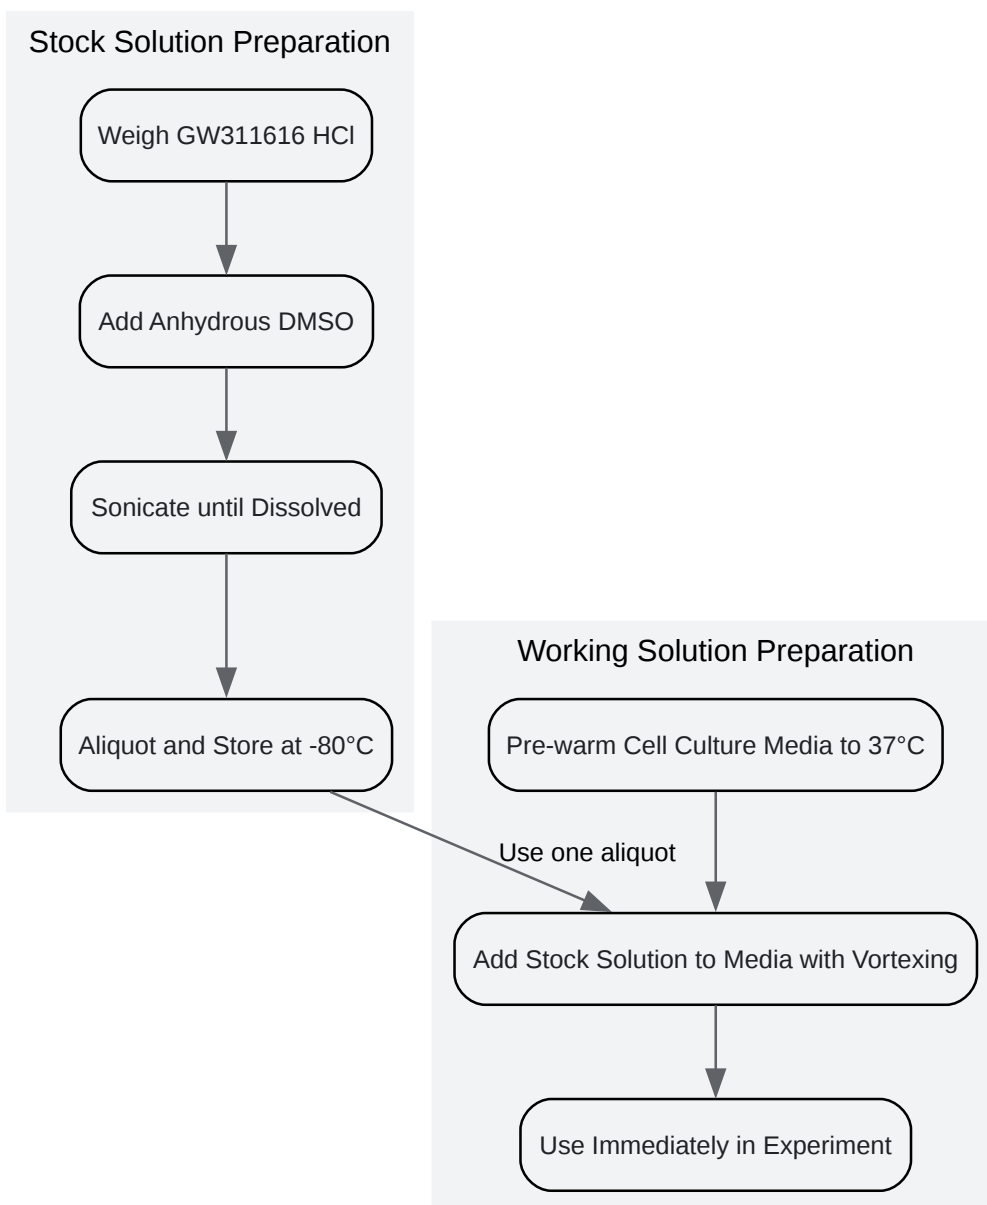 Stock Solution Preparation
Weigh GW311616 HCl
Add Anhydrous DMSO
Sonicate until Dissolved
Aliquot and Store at -80°C
Working Solution Preparation
Pre-warm Cell Culture Media to 37°C
Use one aliquot
Add Stock Solution to Media with Vortexing
Use Immediately in Experiment